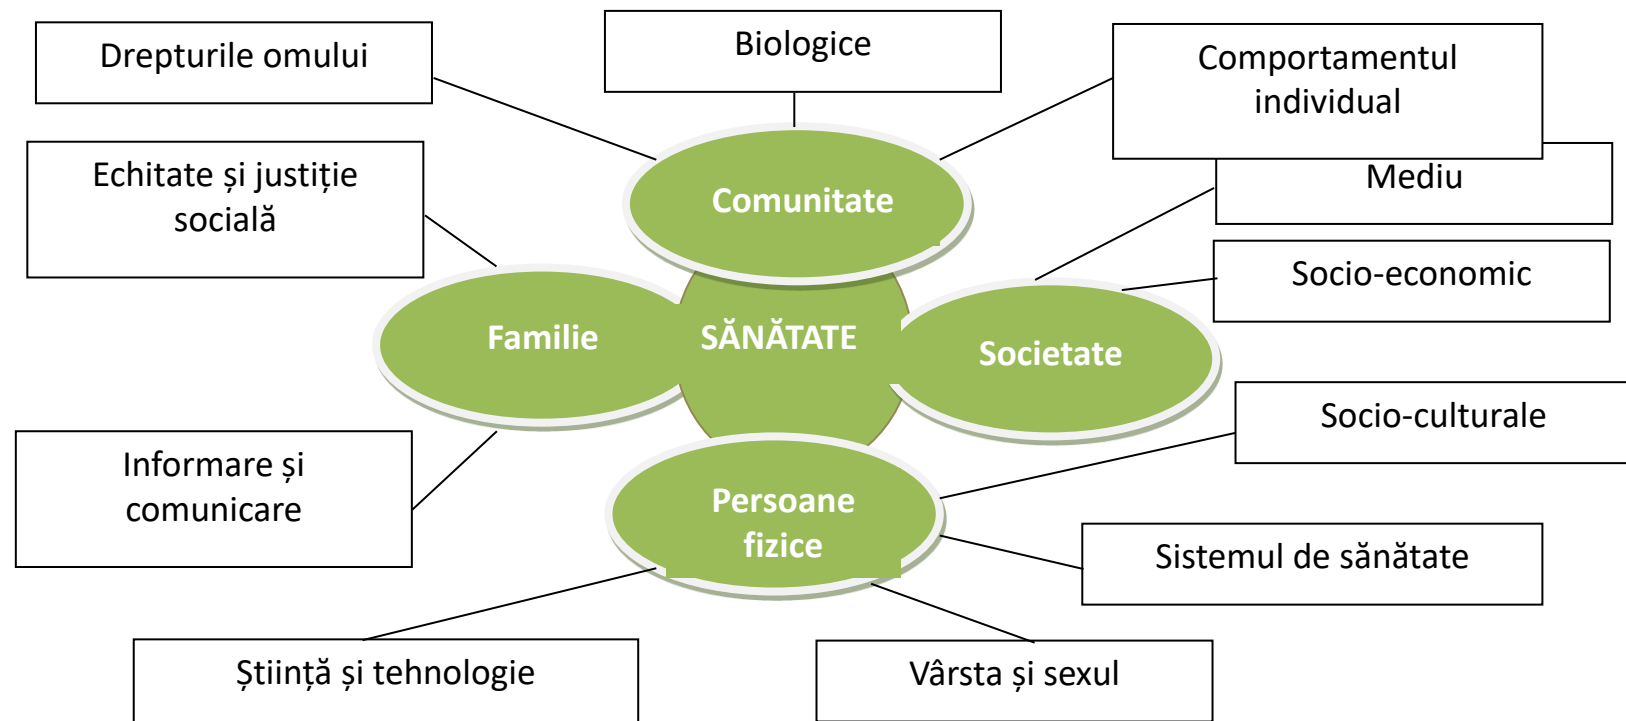 Drepturile omului
Biologice
Comportamentul
individual
Echitate și justiție
socială
Mediu
Comunitate
Socio-economic
Familie
SĂNĂTATE
Societate
Socio-culturale
Informare și
comunicare
Persoane
fizice
Sistemul de sănătate
Știință și tehnologie
Vârsta și sexul